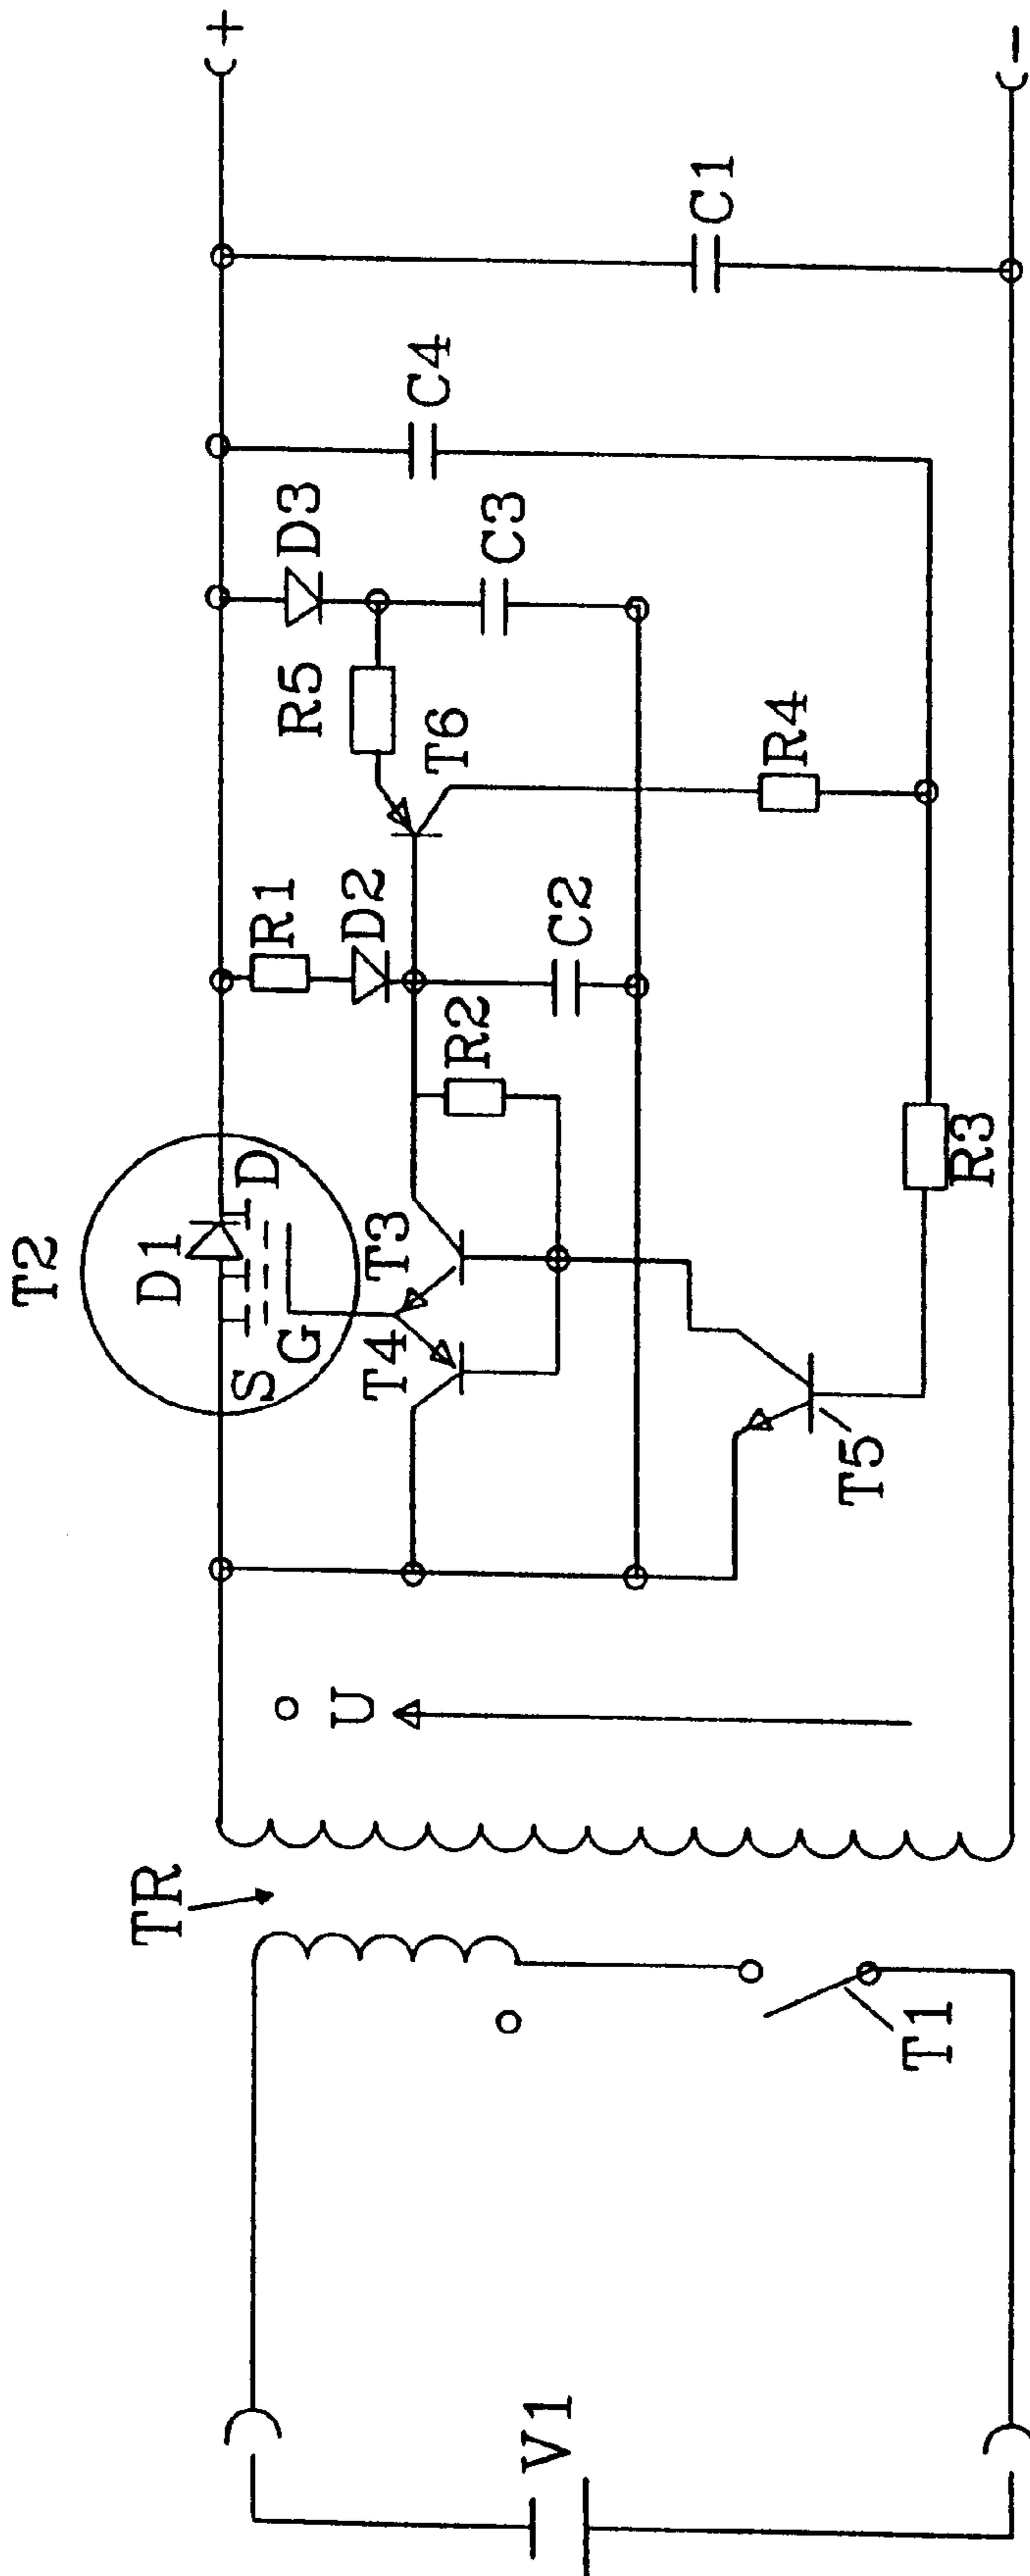 T2
D1
S
G
D
T4
T3
R1
D2
R2
C2
R5
D3
T6
C3
C4
C1
+
-
R4
R3
T5
U
TR
T1
V1